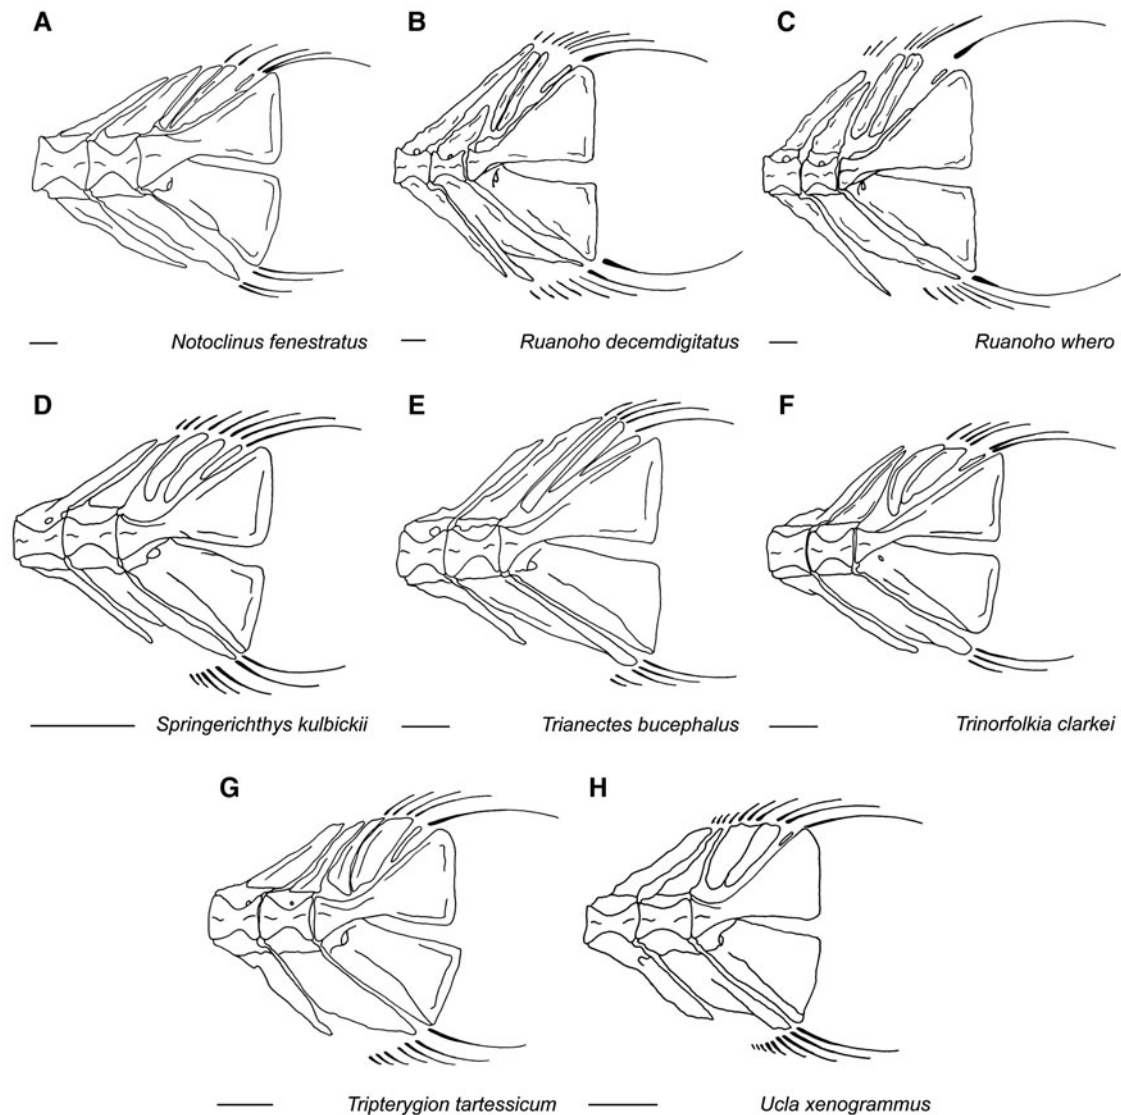 A B C
Notoclinus fenestratus Ruanoho decemdigitatus Ruanoho whero
D E F
Springerichthys kulbickii Trianectes bucephalus Trinorfolkia clarkei
G H
Tripterygion tartessicum Ucla xenogrammus